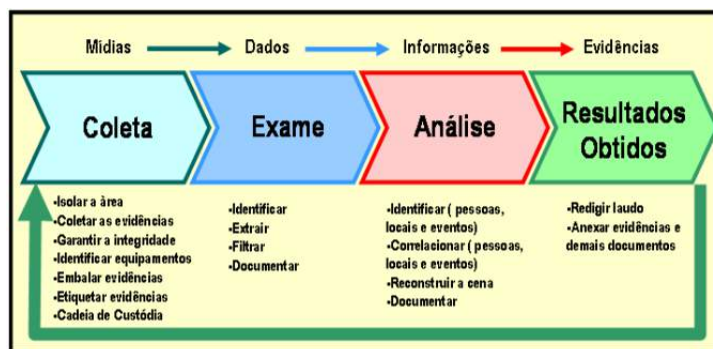 Mídias Dados Informações Evidências
Coleta
Exame
Análise
Resultados
Obtidos
-Isolar a àrea
-Coletar as evidências
-Garantir a integridade
-Identificar equipamentos
-Embalar evidências
-Etiquetar evidências
-Cadeia de Custódia
-Identificar
-Extrair
-Filtrar
-Documentar
-Identificar ( pessoas,
locais e eventos)
-Correlacionar ( pessoas,
locais e eventos)
-Reconstruir a cena
-Documentar
-Redigir laudo
-Anexar evidências e
demais documentos